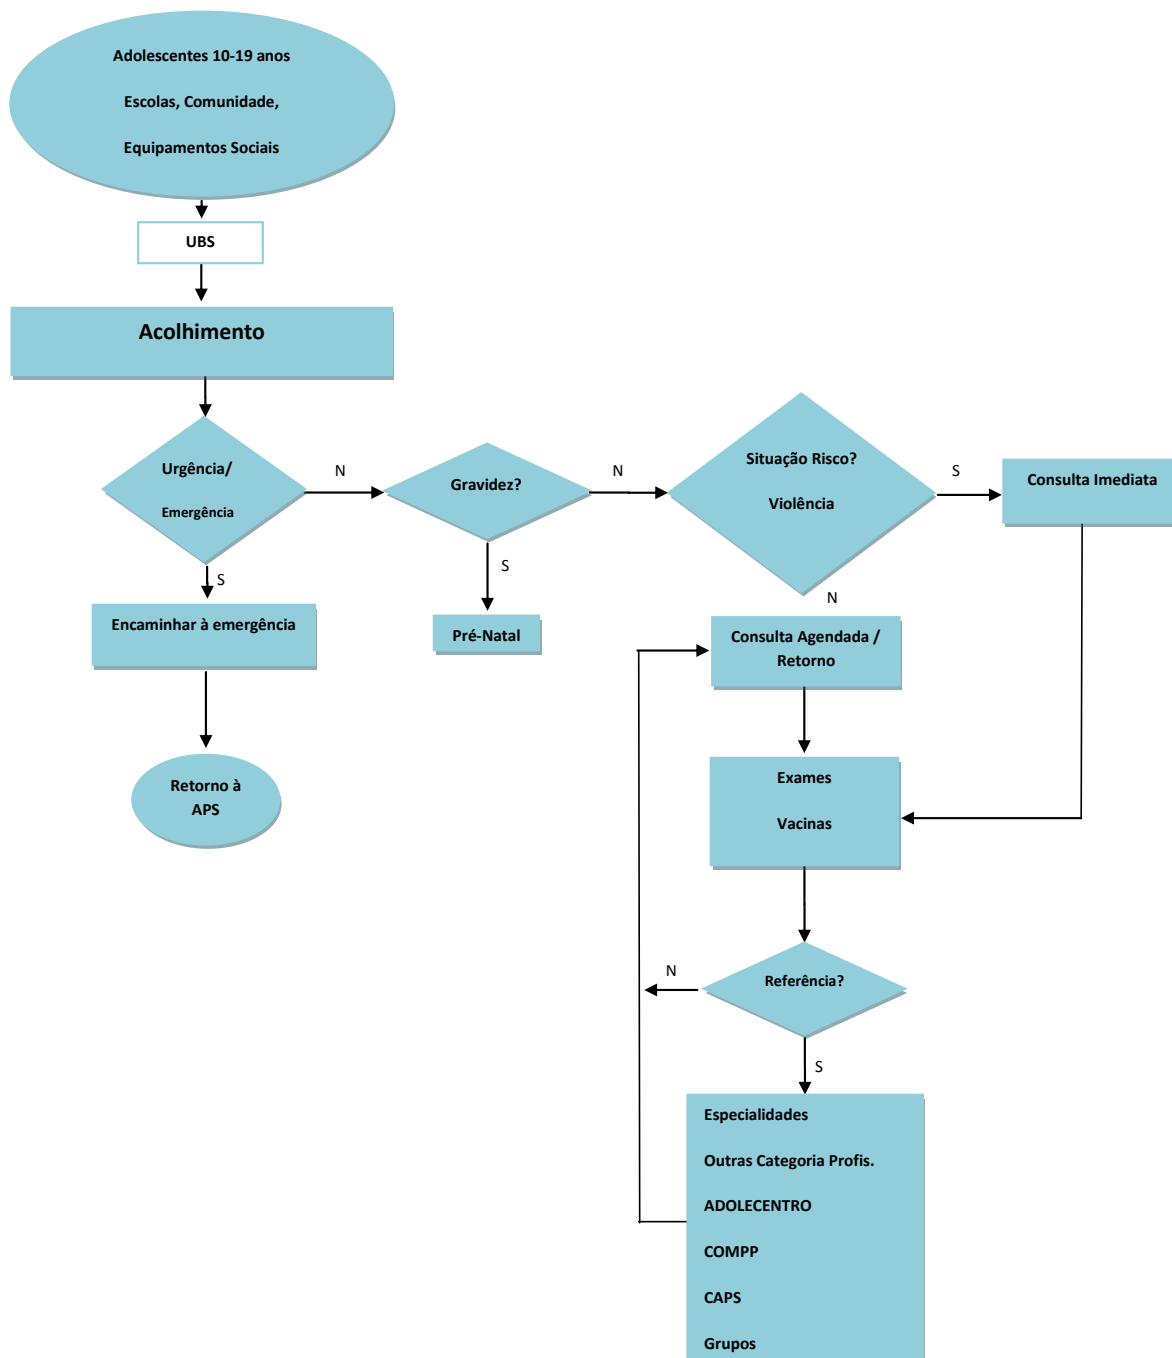 Adolescentes 10-19 anos
Escolas, Comunidade,
Equipamentos Sociais
UBS
Acolhimento
Urgência/
Emergência
N
Gravidez?
N
Situação Risco?
Violência
S
Consulta Imediata
S
Encaminhar à emergência
S
Pré-Natal
N
Consulta Agendada /
Retorno
Retorno à
APS
Exames
Vacinas
N
Referência?
S
Especialidades
Outras Categoria Profis.
ADOLECENTRO
COMPP
CAPS
Grupos